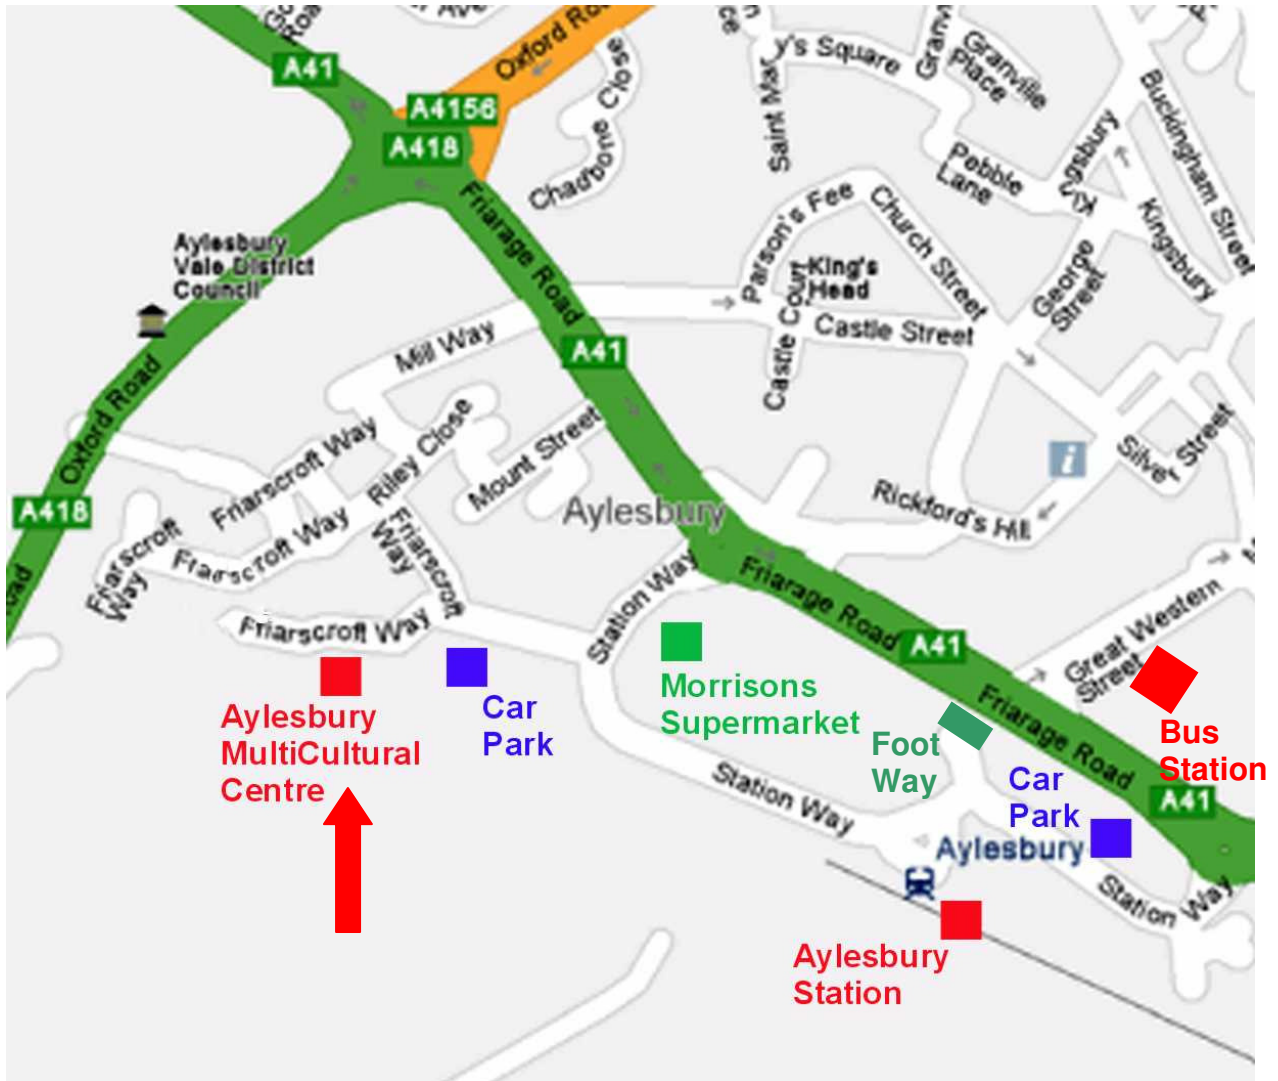 Oxford Road
A41
A4156
A418
y's Square
Granville
Place
Saint Mar
Chadbone Close
Pebble
Lane
Buckingham Street
Kingsbury
Kingsbury
Friarage Road
Parson's Fee
Church Street
George
Street
Aylesbury
Vale District
Council
King's
Head
Castle Court
Castle Street
Mill Way
A41
Oxford Road
Friarscroft Way
Riley Close
Mount Street
Silver Street
A418
Aylesbury
Rickford's Hill
Friarscroft
Way
Friarscroft Way
Friarscroft
Way
Station Way
Friarage Road
Great Western
Street
Friarscroft Way
A41
Aylesbury
MultiCultural
Centre
Car
Park
Morrisons
Supermarket
Foot
Way
Friarage Road
Bus
Station
Car
Park
A41
Station Way
Aylesbury
Station Way
Aylesbury
Station